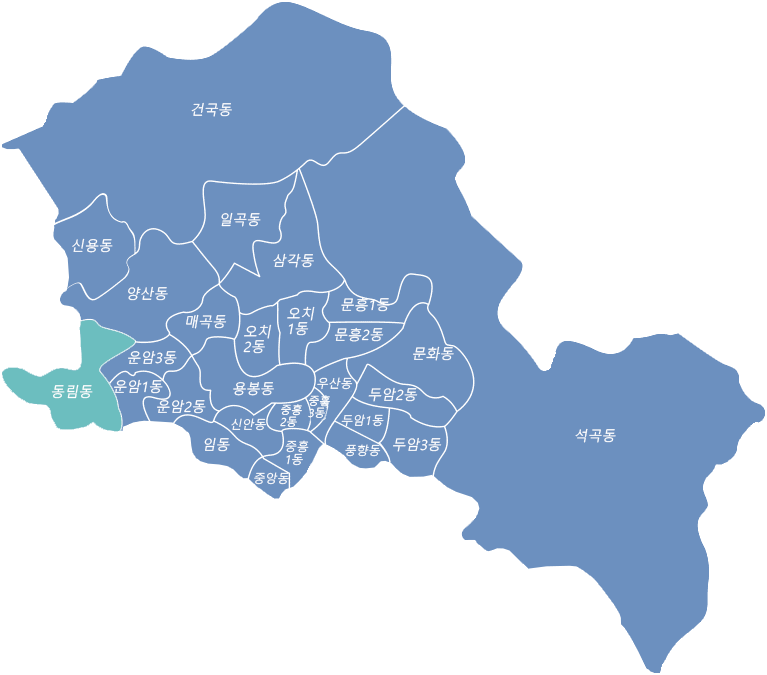 건국동
일곡동
신용동
삼각동
양산동
문흥1동
매곡동
오치
1동
오치
2동
문흥2동
문화동
운암3동
우산동
운암1동
용봉동
동림동
두암2동
운암2동
중흥
3동
중흥
2동
신안동
두암1동
석곡동
임동
중흥
1동
풍향동
두암3동
중앙동